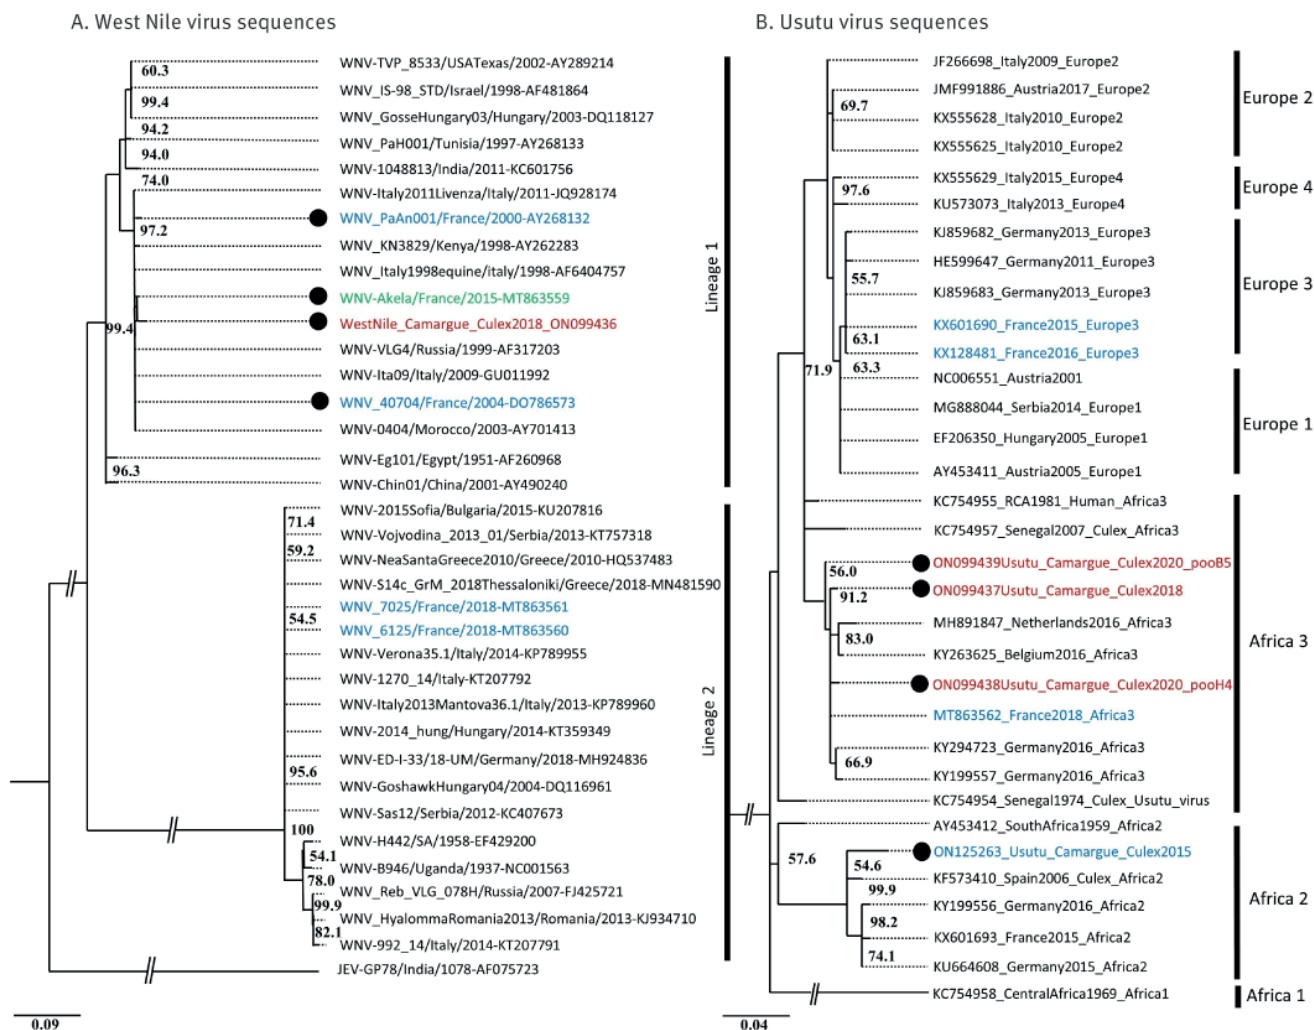 A. West Nile virus sequences
WNV-TVP_8533/USATexas/2002-AY289214
60.3
WNV_IS-98_STD/Israel/1998-AF481864
99.4
WNV_GosseHungary03/Hungary/2003-DQ118127
94.2
WNV_PaH001/Tunisia/1997-AY268133
94.0
WNV-1048813/India/2011-KC601756
74.0
WNV-Italy2011Livenza/Italy/2011-JQ928174
WNV_PaAn001/France/2000-AY268132
97.2
WNV_KN3829/Kenya/1998-AY262283
WNV_Italy1998equine/italy/1998-AF6404757
WNV-Akela/France/2015-MT863559
WestNile_Camargue_Culex2018_ON099436
99.4
WNV-VLG4/Russia/1999-AF317203
WNV-Ita09/Italy/2009-GU011992
WNV_40704/France/2004-DO786573
WNV-0404/Morocco/2003-AY701413
WNV-Eg101/Egypt/1951-AF260968
96.3
WNV-Chin01/China/2001-AY490240
Lineage 1
WNV-2015Sofia/Bulgaria/2015-KU207816
71.4
WNV-Vojvodina_2013_01/Serbia/2013-KT757318
59.2
WNV-NeaSantaGreece2010/Greece/2010-HQ537483
WNV-S14c_GrM_2018Thessaloniki/Greece/2018-MN481590
WNV_7025/France/2018-MT863561
54.5
WNV_6125/France/2018-MT863560
WNV-Verona35.1/Italy/2014-KP789955
WNV-1270_14/Italy-KT207792
WNV-Italy2013Mantova36.1/Italy/2013-KP789960
WNV-2014_hung/Hungary/2014-KT359349
WNV-ED-I-33/18-UM/Germany/2018-MH924836
95.6
WNV-GoshawkHungary04/2004-DQ116961
WNV-Sas12/Serbia/2012-KC407673
100
WNV-H442/SA/1958-EF429200
54.1
WNV-B946/Uganda/1937-NC001563
78.0
WNV_Reb_VLG_078H/Russia/2007-FJ425721
99.9
WNV_HyalommaRomania2013/Romania/2013-KJ934710
82.1
WNV-992_14/Italy/2014-KT207791
Lineage 2
JEV-GP78/India/1078-AF075723
0.09
B. Usutu virus sequences
JF266698_Italy2009_Europe2
JMF991886_Austria2017_Europe2
69.7
KX555628_Italy2010_Europe2
KX555625_Italy2010_Europe2
Europe 2
KX555629_Italy2015_Europe4
97.6
KU573073_Italy2013_Europe4
Europe 4
KJ859682_Germany2013_Europe3
HE599647_Germany2011_Europe3
55.7
KJ859683_Germany2013_Europe3
KX601690_France2015_Europe3
63.1
KX128481_France2016_Europe3
Europe 3
63.3
71.9
NC006551_Austria2001
MG888044_Serbia2014_Europe1
EF206350_Hungary2005_Europe1
AY453411_Austria2005_Europe1
Europe 1
KC754955_RCA1981_Human_Africa3
KC754957_Senegal2007_Culex_Africa3
ON099439Usutu_Camargue_Culex2020_pooB5
56.0
ON099437Usutu_Camargue_Culex2018
91.2
MH891847_Netherlands2016_Africa3
83.0
KY263625_Belgium2016_Africa3
ON099438Usutu_Camargue_Culex2020_pooH4
MT863562_France2018_Africa3
KY294723_Germany2016_Africa3
66.9
KY199557_Germany2016_Africa3
KC754954_Senegal1974_Culex_Usutu_virus
Africa 3
AY453412_SouthAfrica1959_Africa2
57.6
ON125263_Usutu_Camargue_Culex2015
54.6
KF573410_Spain2006_Culex_Africa2
99.9
KY199556_Germany2016_Africa2
98.2
KX601693_France2015_Africa2
74.1
KU664608_Germany2015_Africa2
Africa 2
KC754958_CentralAfrica1969_Africa1
Africa 1
0.04